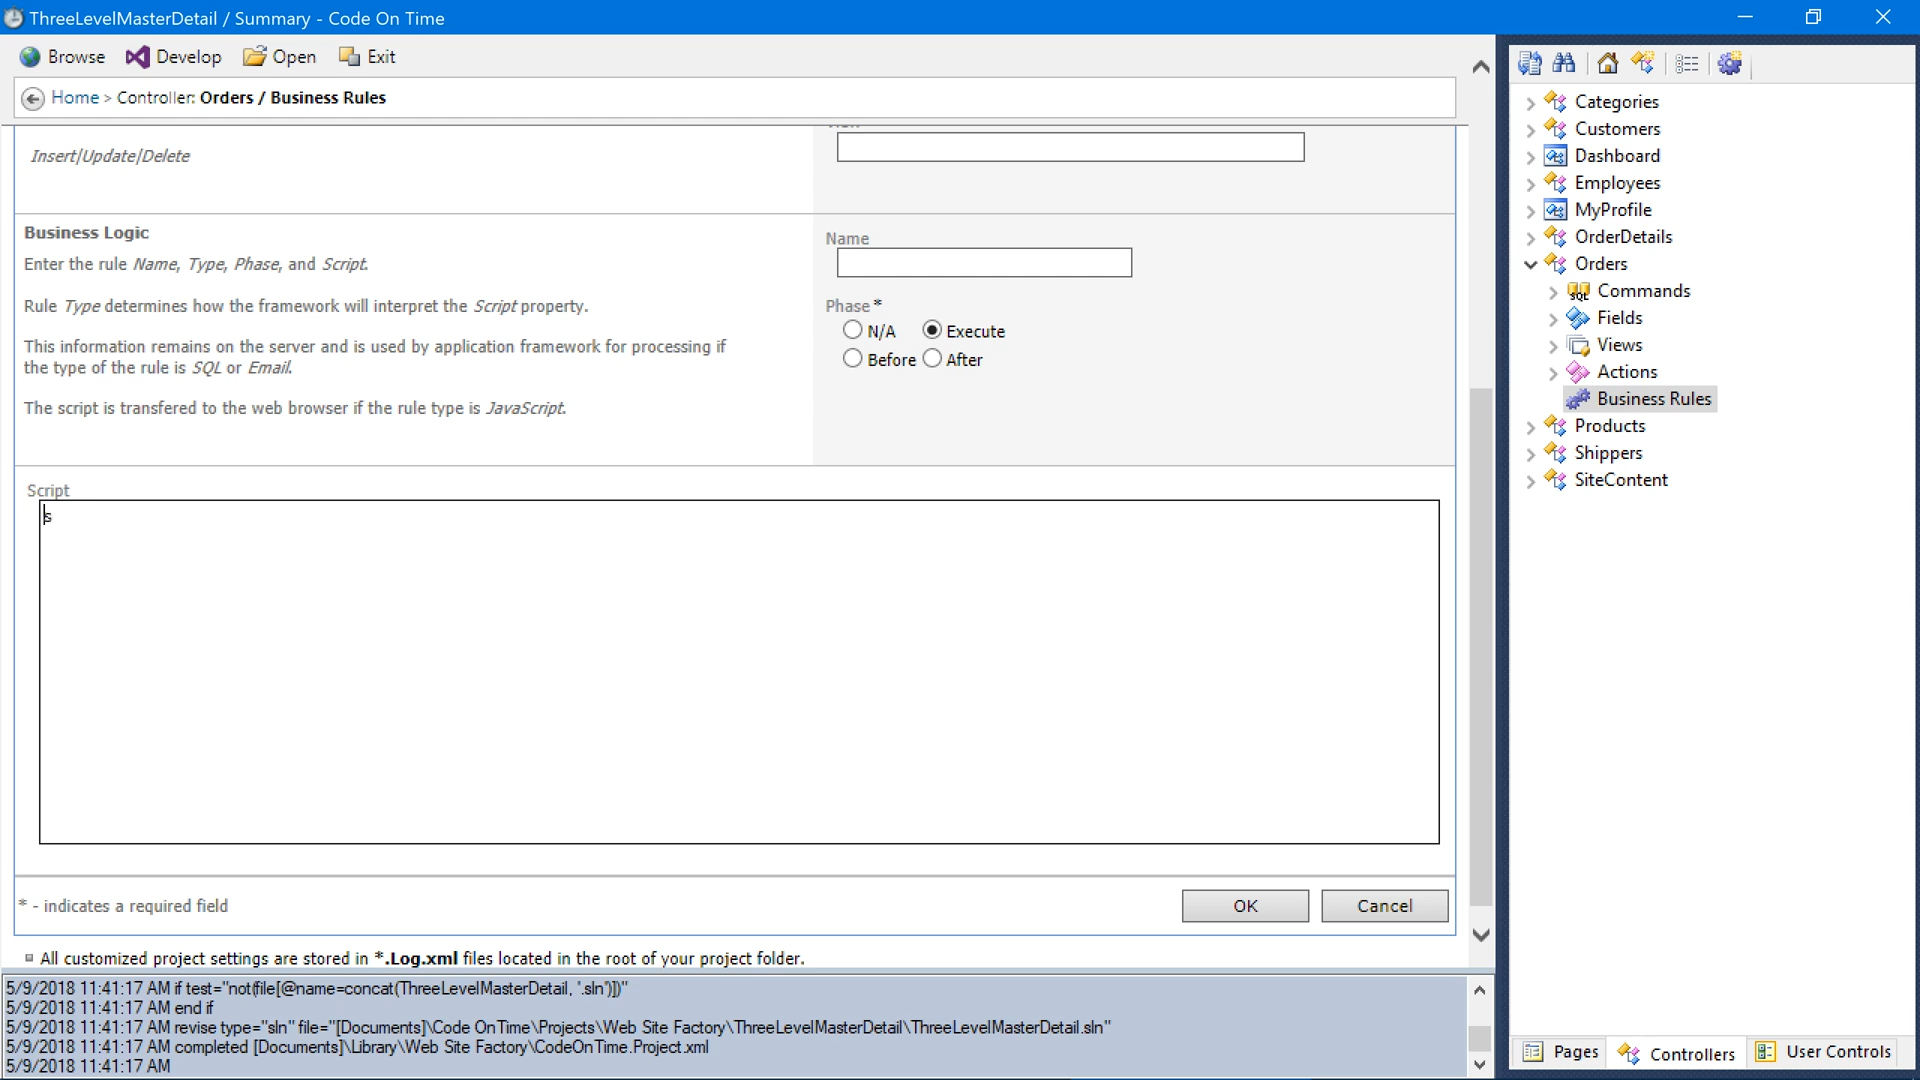 ThreeLevelMasterDetail / Summary - Code On Time
Browse Develop Open Exit
Home > Controller: Orders / Business Rules
Insert|Update|Delete
Business Logic
Enter the rule Name, Type, Phase, and Script.
Rule Type determines how the framework will interpret the Script property.
This information remains on the server and is used by application framework for processing if
the type of the rule is SQL or Email.
The script is transfered to the web browser if the rule type is JavaScript.
Name
Phase *
N/A Execute
Before After
Script
s
* - indicates a required field
OK Cancel
All customized project settings are stored in *.Log.xml files located in the root of your project folder.
5/9/2018 11:41:17 AM if test="not(file[@name=concat(ThreeLevelMasterDetail, '.sln')])"
5/9/2018 11:41:17 AM end if
5/9/2018 11:41:17 AM revise type="sln" file="[Documents]\Code OnTime\Projects\Web Site Factory\ThreeLevelMasterDetail\ThreeLevelMasterDetail.sln"
5/9/2018 11:41:17 AM completed [Documents]\Library\Web Site Factory\CodeOnTime.Project.xml
5/9/2018 11:41:17 AM
Categories
Customers
Dashboard
Employees
MyProfile
OrderDetails
Orders
SQL Commands
Fields
Views
Actions
Business Rules
Products
Shippers
SiteContent
Pages Controllers User Controls